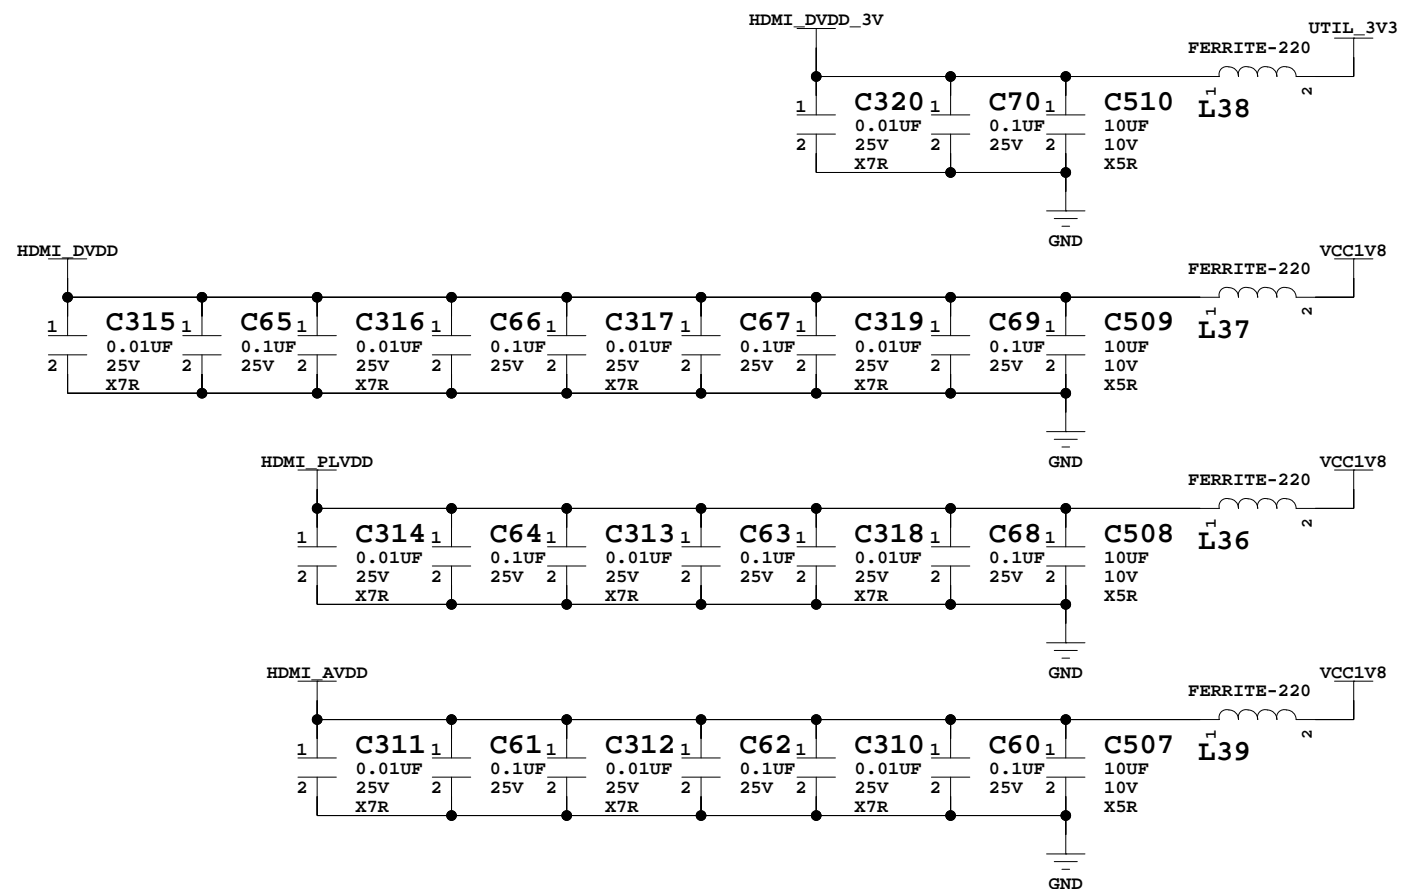 HDMI_DVDD_3V UTIL_3V3
FERRITE-220
1 C320 1 C70 1 C510 1 L38 2
0.01UF 0.1UF 10UF
2 25V 2 25V 2 10V
X7R X5R
GND
HDMI_DVDD VCC1V8
FERRITE-220
1 C315 1 C65 1 C316 1 C66 1 C317 1 C67 1 C319 1 C69 1 C509 1 L37 2
0.01UF 0.1UF 0.01UF 0.1UF 0.01UF 0.1UF 0.01UF 0.1UF 10UF
2 25V 2 25V 2 25V 2 25V 2 25V 2 25V 2 25V 2 25V 2 10V
X7R X7R X7R X7R X5R
GND
HDMI_PLVDD VCC1V8
FERRITE-220
1 C314 1 C64 1 C313 1 C63 1 C318 1 C68 1 C508 1 L36 2
0.01UF 0.1UF 0.01UF 0.1UF 0.01UF 0.1UF 10UF
2 25V 2 25V 2 25V 2 25V 2 25V 2 25V 2 10V
X7R X7R X7R X5R
GND
HDMI_AVDD VCC1V8
FERRITE-220
1 C311 1 C61 1 C312 1 C62 1 C310 1 C60 1 C507 1 L39 2
0.01UF 0.1UF 0.01UF 0.1UF 0.01UF 0.1UF 10UF
2 25V 2 25V 2 25V 2 25V 2 25V 2 25V 2 10V
X7R X7R X7R X5R
GND